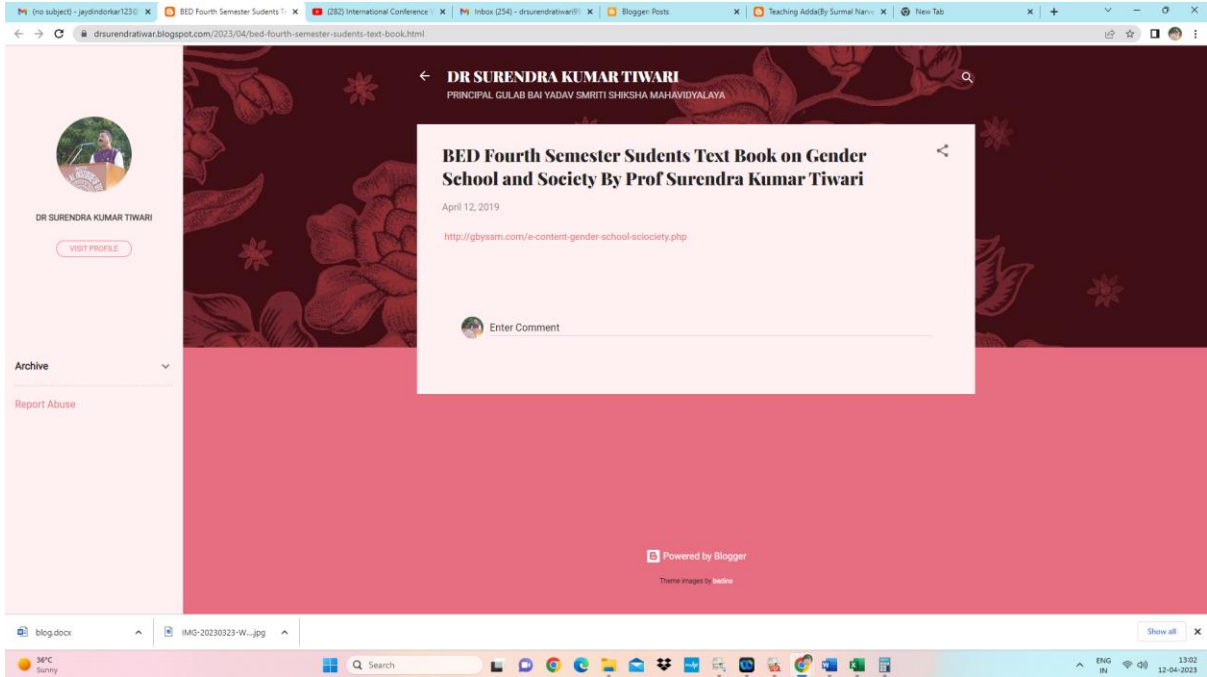 (no subject) - jaydindorkar123@
BED Fourth Semester Sudents T
(282) International Conference
Inbox (254) - drsurendratiwari9
Blogger: Posts
Teaching Adda(By Surmal Narve
New Tab
drsurendratiwar.blogspot.com/2023/04/bed-fourth-semester-sudents-text-book.html
DR SURENDRA KUMAR TIWARI
PRINCIPAL GULAB BAI YADAV SMRITI SHIKSHA MAHAVIDYALAYA
DR SURENDRA KUMAR TIWARI
VISIT PROFILE
Archive
Report Abuse
BED Fourth Semester Sudents Text Book on Gender
School and Society By Prof Surendra Kumar Tiwari
April 12, 2019
http://gbyssm.com/e-content-gender-school-sciociety.php
Enter Comment
Powered by Blogger
Theme images by badins
blog.docx
IMG-20230323-W....jpg
Show all
36°C
Sunny
Search
ENG
IN
13:02
12-04-2023